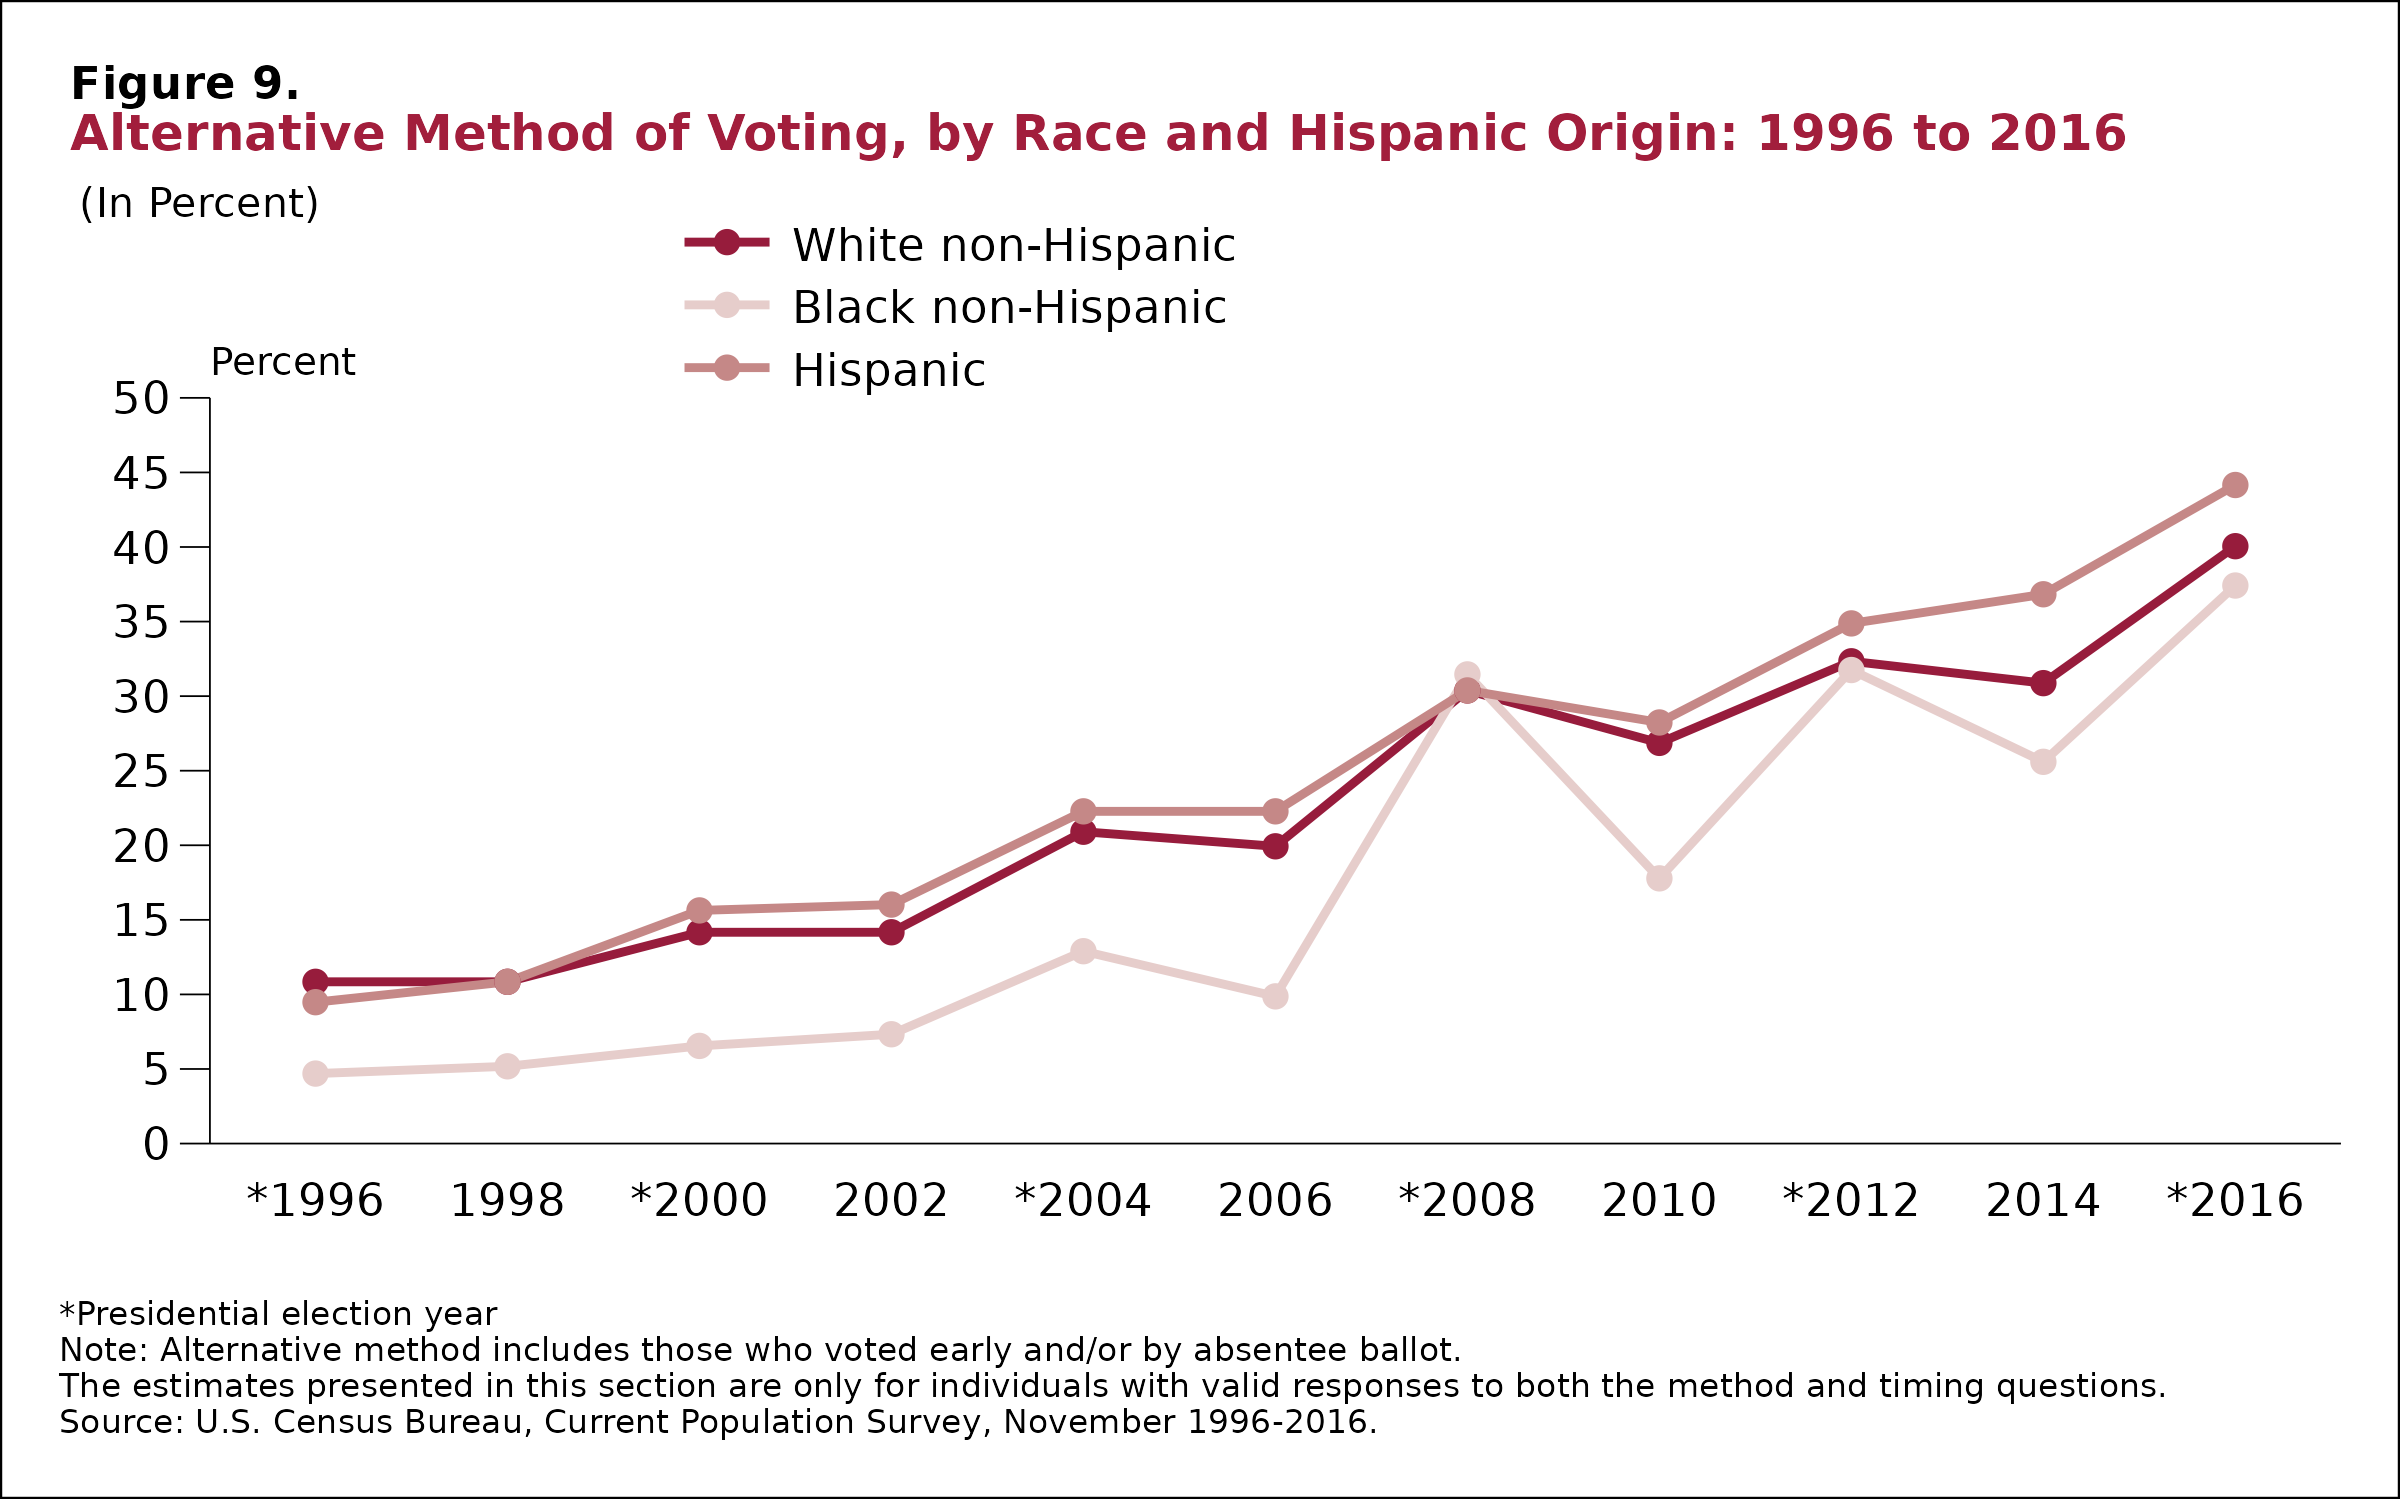 Figure 9.
Alternative Method of Voting, by Race and Hispanic Origin: 1996 to 2016
(In Percent)
White non-Hispanic
Black non-Hispanic
Hispanic
Percent
50
45
40
35
30
25
20
15
10
5
0
*1996 1998 *2000 2002 *2004 2006 *2008 2010 *2012 2014 *2016
*Presidential election year
Note: Alternative method includes those who voted early and/or by absentee ballot.
The estimates presented in this section are only for individuals with valid responses to both the method and timing questions.
Source: U.S. Census Bureau, Current Population Survey, November 1996-2016.